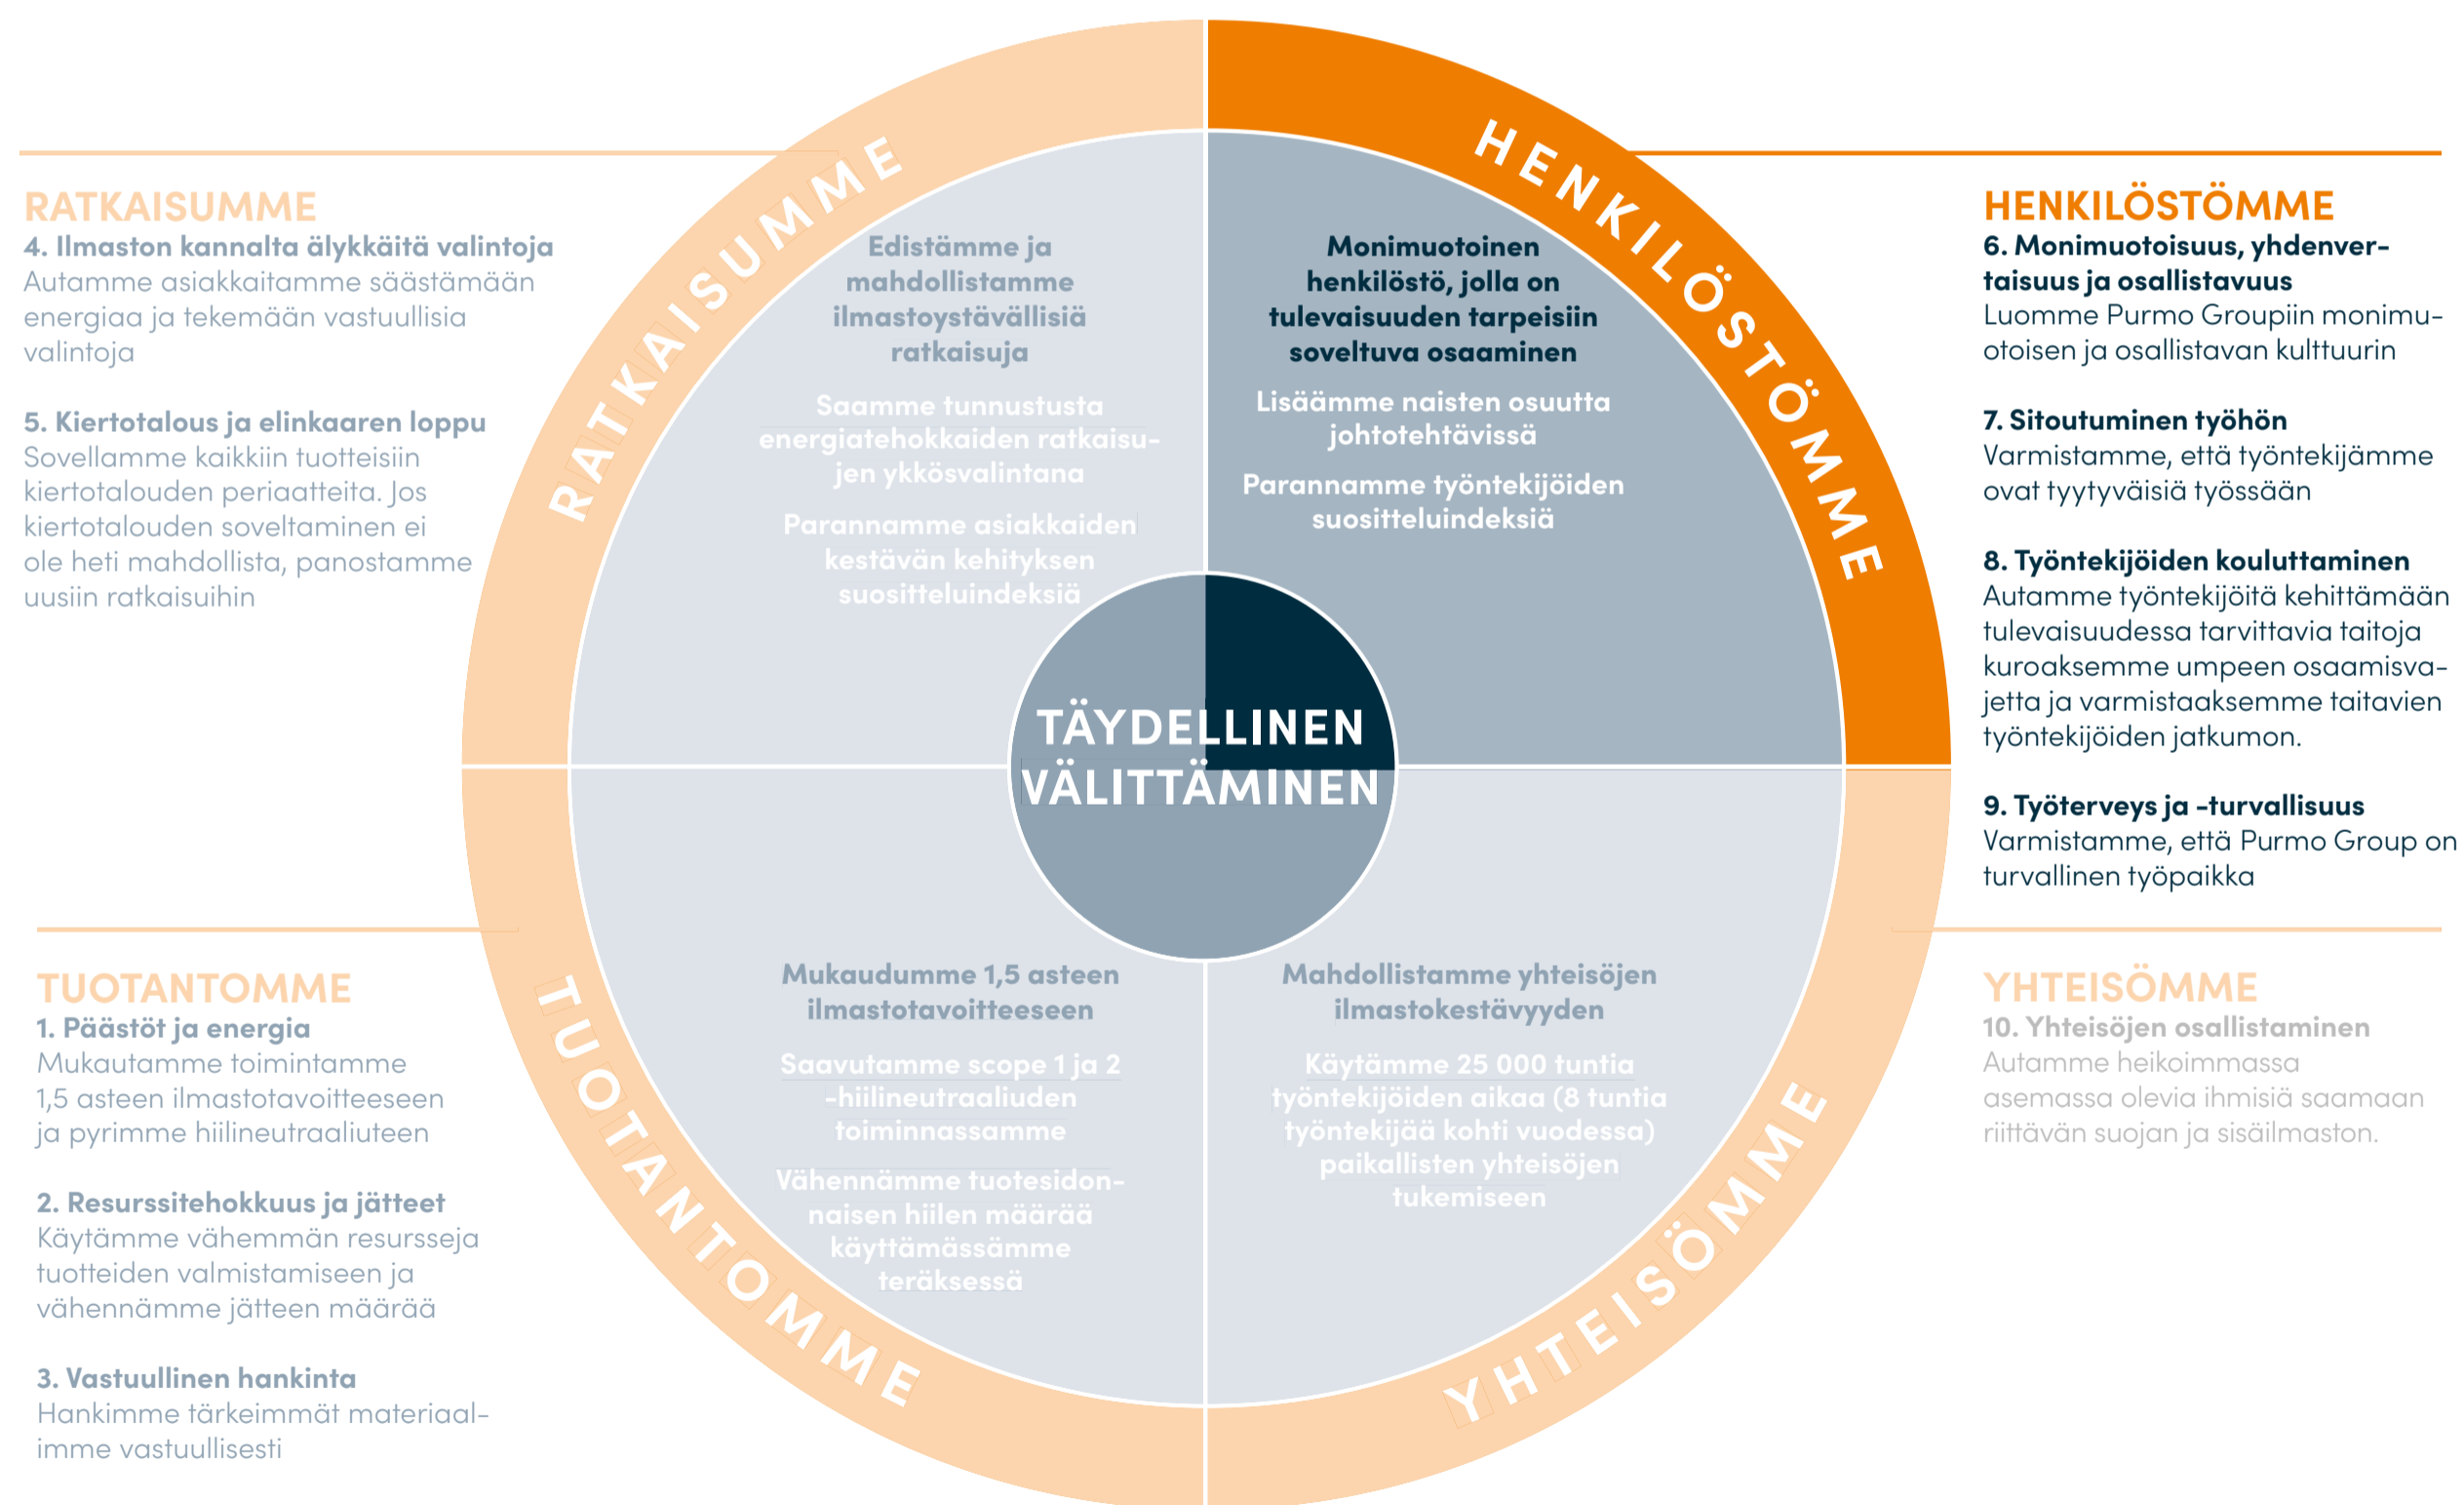 RATKAISUMME
4. Ilmaston kannalta älykkäitä valintoja
Autamme asiakkaitamme säästämään
energiaa ja tekemään vastuullisia
valintoja
5. Kiertotalous ja elinkaaren loppu
Sovellamme kaikkiin tuotteisiin
kiertotalouden periaatteita. Jos
kiertotalouden soveltaminen ei
ole heti mahdollista, panostamme
uusiin ratkaisuihin
TUOTANTOMME
1. Päästöt ja energia
Mukautamme toimintamme
1,5 asteen ilmastotavoitteeseen
ja pyrimme hiilineutraaliuteen
2. Resurssitehokkuus ja jätteet
Käytämme vähemmän resursseja
tuotteiden valmistamiseen ja
vähennämme jätteen määrää
3. Vastuullinen hankinta
Hankimme tärkeimmät materiaal-
imme vastuullisesti
RATKAISUMME
Edistämme ja
mahdollistamme
ilmastoystävällisiä
ratkaisuja
Saamme tunnustusta
energiatehokkaiden ratkaisu-
jen ykkösvalintana
Parannamme asiakkaiden
kestävän kehityksen
suositteluindeksiä
HENKILÖSTÖMME
Monimuotoinen
henkilöstö, jolla on
tulevaisuuden tarpeisiin
soveltuva osaaminen
Lisäämme naisten osuutta
johtotehtävissä
Parannamme työntekijöiden
suositteluindeksiä
TÄYDELLINEN
VÄLITTÄMINEN
TUOTANTOMME
Mukaudumme 1,5 asteen
ilmastotavoitteeseen
Saavutamme scope 1 ja 2
-hiilineutraaliuden
toiminnassamme
Vähennämme tuotesidon-
naisen hiilen määrää
käyttämässämme
teräksessä
YHTEISÖMME
Mahdollistamme yhteisöjen
ilmastokestävyyden
Käytämme 25 000 tuntia
työntekijöiden aikaa (8 tuntia
työntekijää kohti vuodessa)
paikallisten yhteisöjen
tukemiseen
HENKILÖSTÖMME
6. Monimuotoisuus, yhdenver-
taisuus ja osallistavuus
Luomme Purmo Groupiin monimu-
otoisen ja osallistavan kulttuurin
7. Sitoutuminen työhön
Varmistamme, että työntekijämme
ovat tyytyväisiä työssään
8. Työntekijöiden kouluttaminen
Autamme työntekijöitä kehittämään
tulevaisuudessa tarvittavia taitoja
kuroaksemme umpeen osaamisva-
jetta ja varmistaaksemme taitavien
työntekijöiden jatkumon.
9. Työterveys ja -turvallisuus
Varmistamme, että Purmo Group on
turvallinen työpaikka
YHTEISÖMME
10. Yhteisöjen osallistaminen
Autamme heikoimmassa
asemassa olevia ihmisiä saamaan
riittävän suojan ja sisäilmaston.